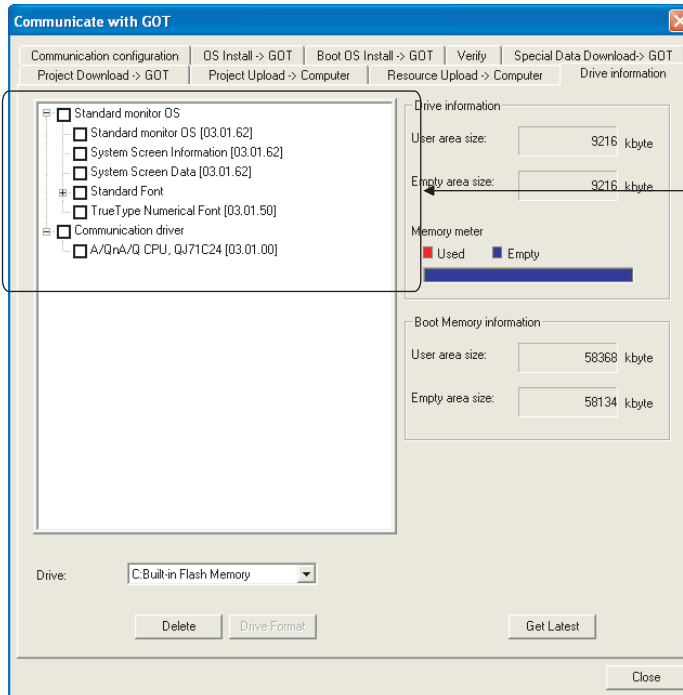 Communicate with GOT
Communication configuration OS Install -> GOT Boot OS Install -> GOT Verify Special Data Download-> GOT
Project Download -> GOT Project Upload -> Computer Resource Upload -> Computer Drive information
Standard monitor OS
Standard monitor OS [03.01.62]
System Screen Information [03.01.62]
System Screen Data [03.01.62]
Standard Font
TrueType Numerical Font [03.01.50]
Communication driver
A/QnA/Q CPU, QJ71C24 [03.01.00]
Drive information
User area size: 9216 kbyte
Empty area size: 9216 kbyte
Memory meter
Used Empty
Boot Memory information
User area size: 58368 kbyte
Empty area size: 58134 kbyte
Drive: C:Built-in Flash Memory
Delete Drive Format Get Latest
Close